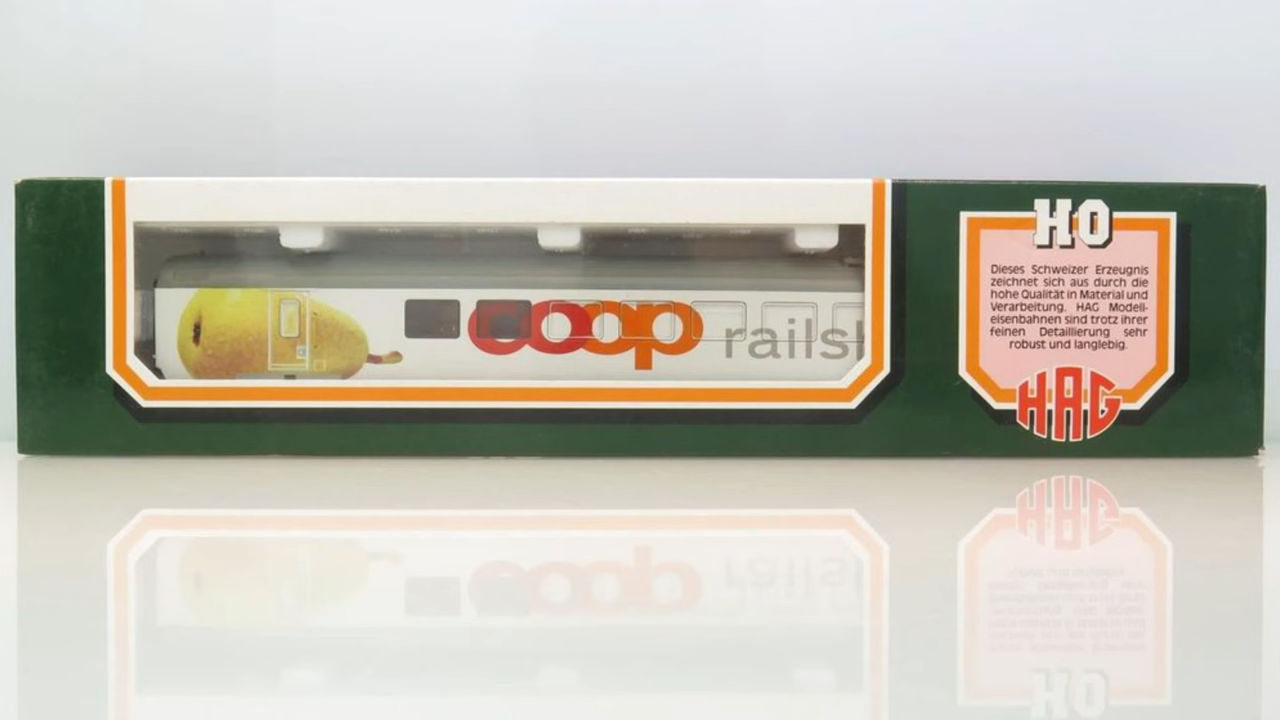 coop railsh
HO
Dieses Schweizer Erzeugnis
zeichnet sich aus durch die
hohe Qualität in Material und
Verarbeitung. HAG Modell-
eisenbahnen sind trotz ihrer
feinen Detaillierung sehr
robust und langlebig.
HAG